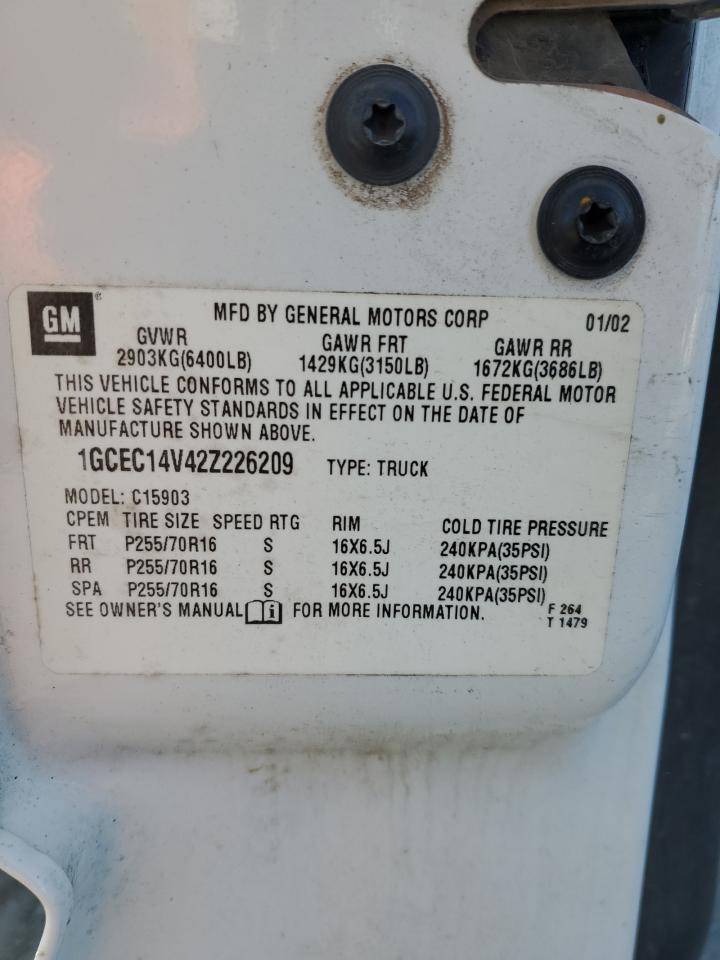 GM ®
MFD BY GENERAL MOTORS CORP 01/02
GVWR GAWR FRT GAWR RR
2903KG(6400LB) 1429KG(3150LB) 1672KG(3686LB)
THIS VEHICLE CONFORMS TO ALL APPLICABLE U.S. FEDERAL MOTOR
VEHICLE SAFETY STANDARDS IN EFFECT ON THE DATE OF
MANUFACTURE SHOWN ABOVE.
1GCEC14V42Z226209 TYPE: TRUCK
MODEL: C15903
CPEM TIRE SIZE SPEED RTG RIM COLD TIRE PRESSURE
FRT P255/70R16 S 16X6.5J 240KPA(35PSI)
RR P255/70R16 S 16X6.5J 240KPA(35PSI)
SPA P255/70R16 S 16X6.5J 240KPA(35PSI)
SEE OWNER'S MANUAL i FOR MORE INFORMATION.
F 264
T 1479